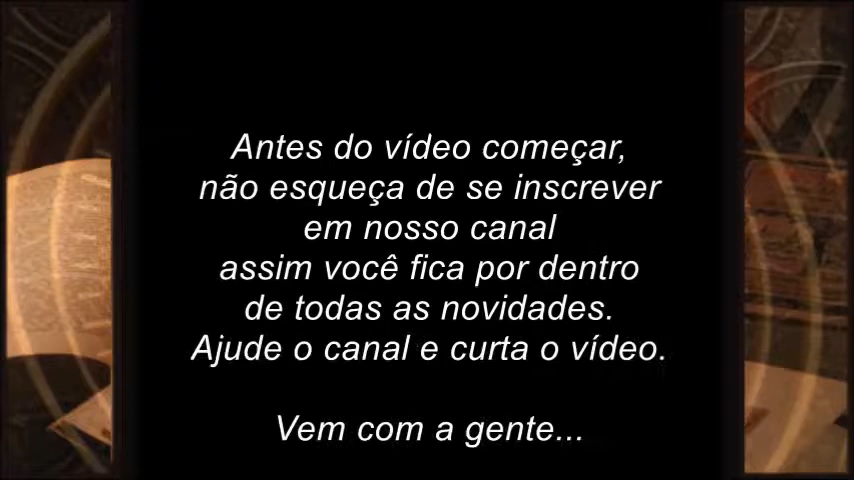 Antes do vídeo começar,
não esqueça de se inscrever
em nosso canal
assim você fica por dentro
de todas as novidades.
Ajude o canal e curta o vídeo.
Vem com a gente...